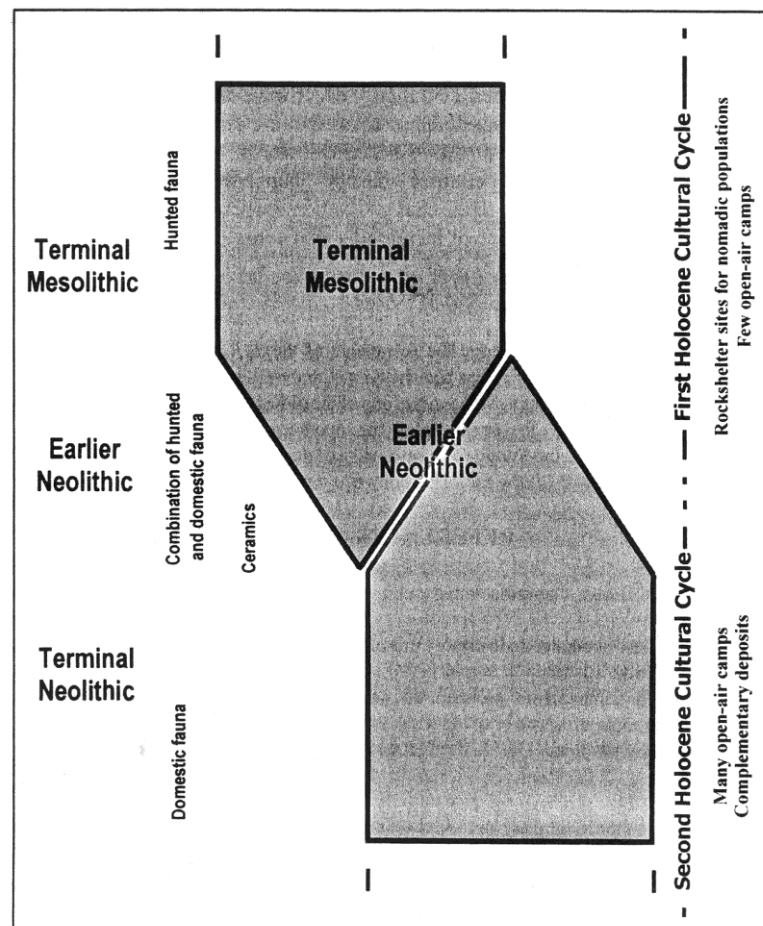 Terminal
Mesolithic
Hunted fauna
Terminal
Mesolithic
First Holocene Cultural Cycle
Rockshelter sites for nomadic populations
Few open-air camps
Earlier
Neolithic
Combination of hunted
and domestic fauna
Ceramics
Earlier
Neolithic
Terminal
Neolithic
Domestic fauna
Second Holocene Cultural Cycle
Many open-air camps
Complementary deposits